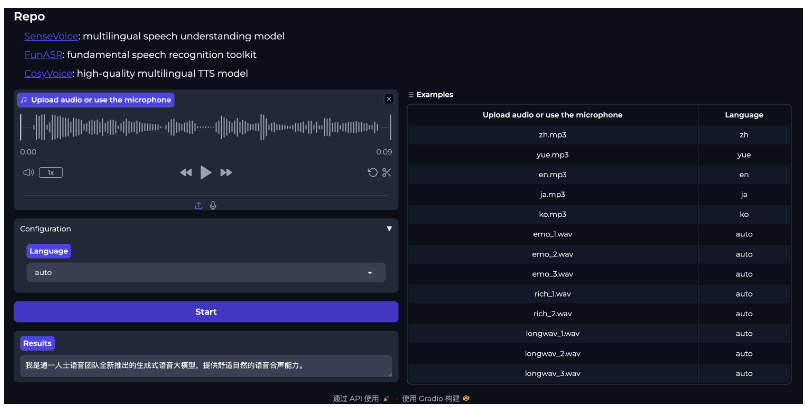 Repo
SenseVoice: multilingual speech understanding model
FunASR: fundamental speech recognition toolkit
CosyVoice: high-quality multilingual TTS model
Upload audio or use the microphone
0:00
0:09
1x
Configuration
Language
auto
Start
Results
我是通一人士语音团队全新推出的生成式语音大模型，提供舒适自然的语音合声能力。
Examples
Upload audio or use the microphone Language
zh.mp3 zh
yue.mp3 yue
en.mp3 en
ja.mp3 ja
ko.mp3 ko
emo_1.wav auto
emo_2.wav auto
emo_3.wav auto
rich_1.wav auto
rich_2.wav auto
longwav_1.wav auto
longwav_2.wav auto
longwav_3.wav auto
通过 API 使用 · 使用 Gradio 构建